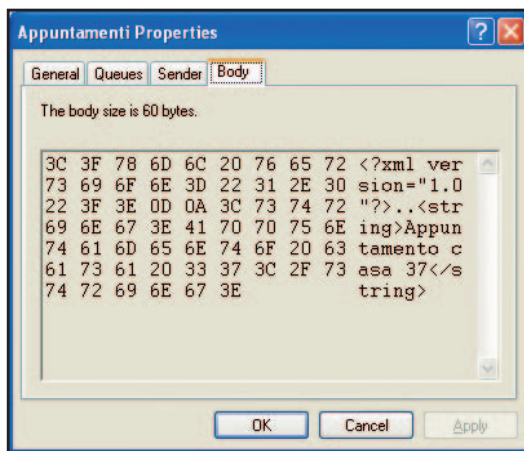 Appuntamenti Properties
General Queues Sender Body
The body size is 60 bytes.
3C 3F 78 6D 6C 20 76 65 72 <?xml ver
73 69 6F 6E 3D 22 31 2E 30 sion="1.0
22 3F 3E 0D 0A 3C 73 74 72 "?>..<str
69 6E 67 3E 41 70 70 75 6E ing>Appun
74 61 6D 65 6E 74 6F 20 63 tamento c
61 73 61 20 33 37 3C 2F 73 asa 37</s
74 72 69 6E 67 3E tring>
OK Cancel Apply